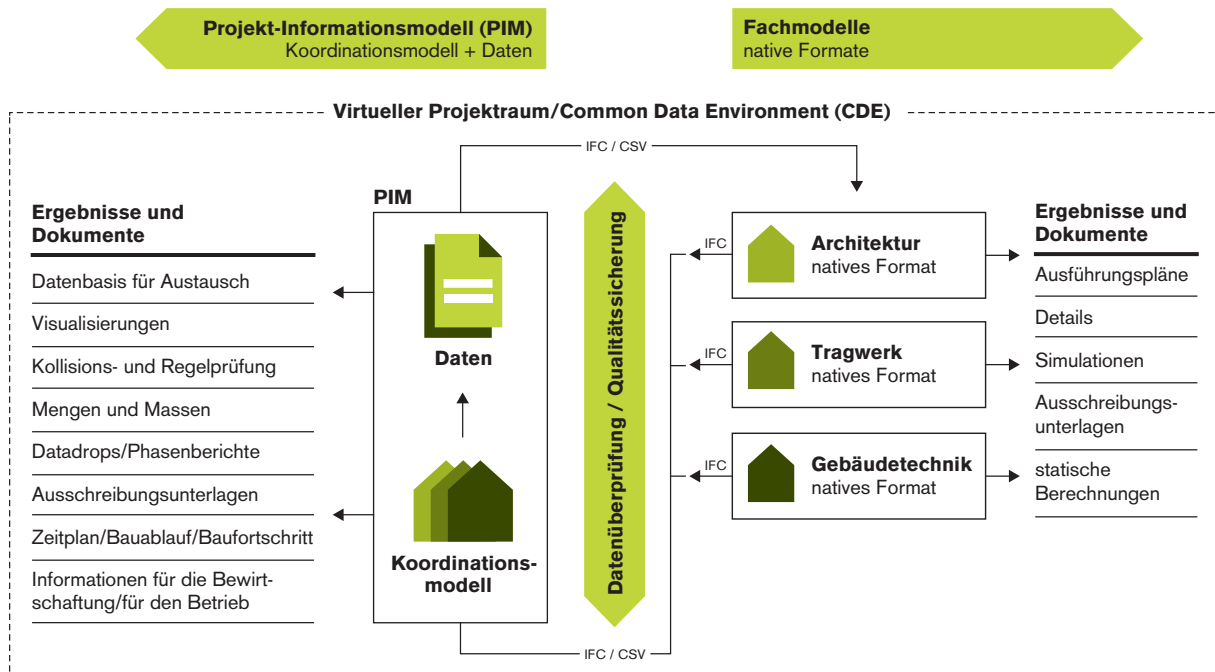 Projekt-Informationsmodell (PIM)
Koordinationsmodell + Daten
Fachmodelle
native Formate
Virtueller Projektraum/Common Data Environment (CDE)
IFC / CSV
Ergebnisse und
Dokumente
Datenbasis für Austausch
Visualisierungen
Kollisions- und Regelprüfung
Mengen und Massen
Datadrops/Phasenberichte
Ausschreibungsunterlagen
Zeitplan/Bauablauf/Baufortschritt
Informationen für die Bewirt-
schaftung/für den Betrieb
PIM
Daten
Koordinations-
modell
Datenüberprüfung / Qualitätssicherung
IFC
Architektur
natives Format
IFC
Tragwerk
natives Format
IFC
Gebäudetechnik
natives Format
Ergebnisse und
Dokumente
Ausführungspläne
Details
Simulationen
Ausschreibungs-
unterlagen
statische
Berechnungen
IFC / CSV